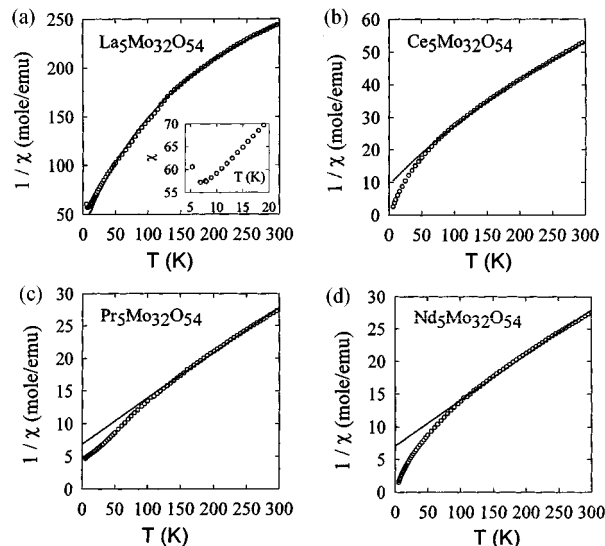 (a)
La5Mo32O54
1 / χ (mole/emu)
250
200
150
100
50
0 50 100 150 200 250 300
T (K)
χ
70
65
60
55
5 10 15 20
T (K)
(b)
Ce5Mo32O54
1 / χ (mole/emu)
60
50
40
30
20
10
0
0 50 100 150 200 250 300
T (K)
(c)
Pr5Mo32O54
1 / χ (mole/emu)
30
25
20
15
10
5
0
0 50 100 150 200 250 300
T (K)
(d)
Nd5Mo32O54
1 / χ (mole/emu)
30
25
20
15
10
5
0
0 50 100 150 200 250 300
T (K)